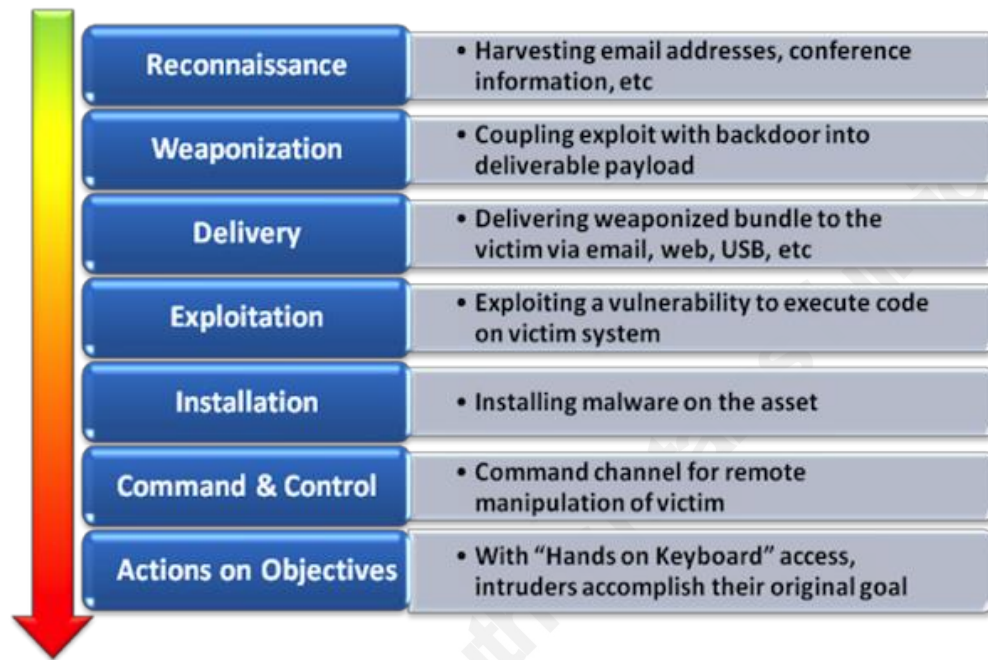 Reconnaissance
• Harvesting email addresses, conference
information, etc
Weaponization
• Coupling exploit with backdoor into
deliverable payload
Delivery
• Delivering weaponized bundle to the
victim via email, web, USB, etc
Exploitation
• Exploiting a vulnerability to execute code
on victim system
Installation
• Installing malware on the asset
Command & Control
• Command channel for remote
manipulation of victim
Actions on Objectives
• With “Hands on Keyboard” access,
intruders accomplish their original goal